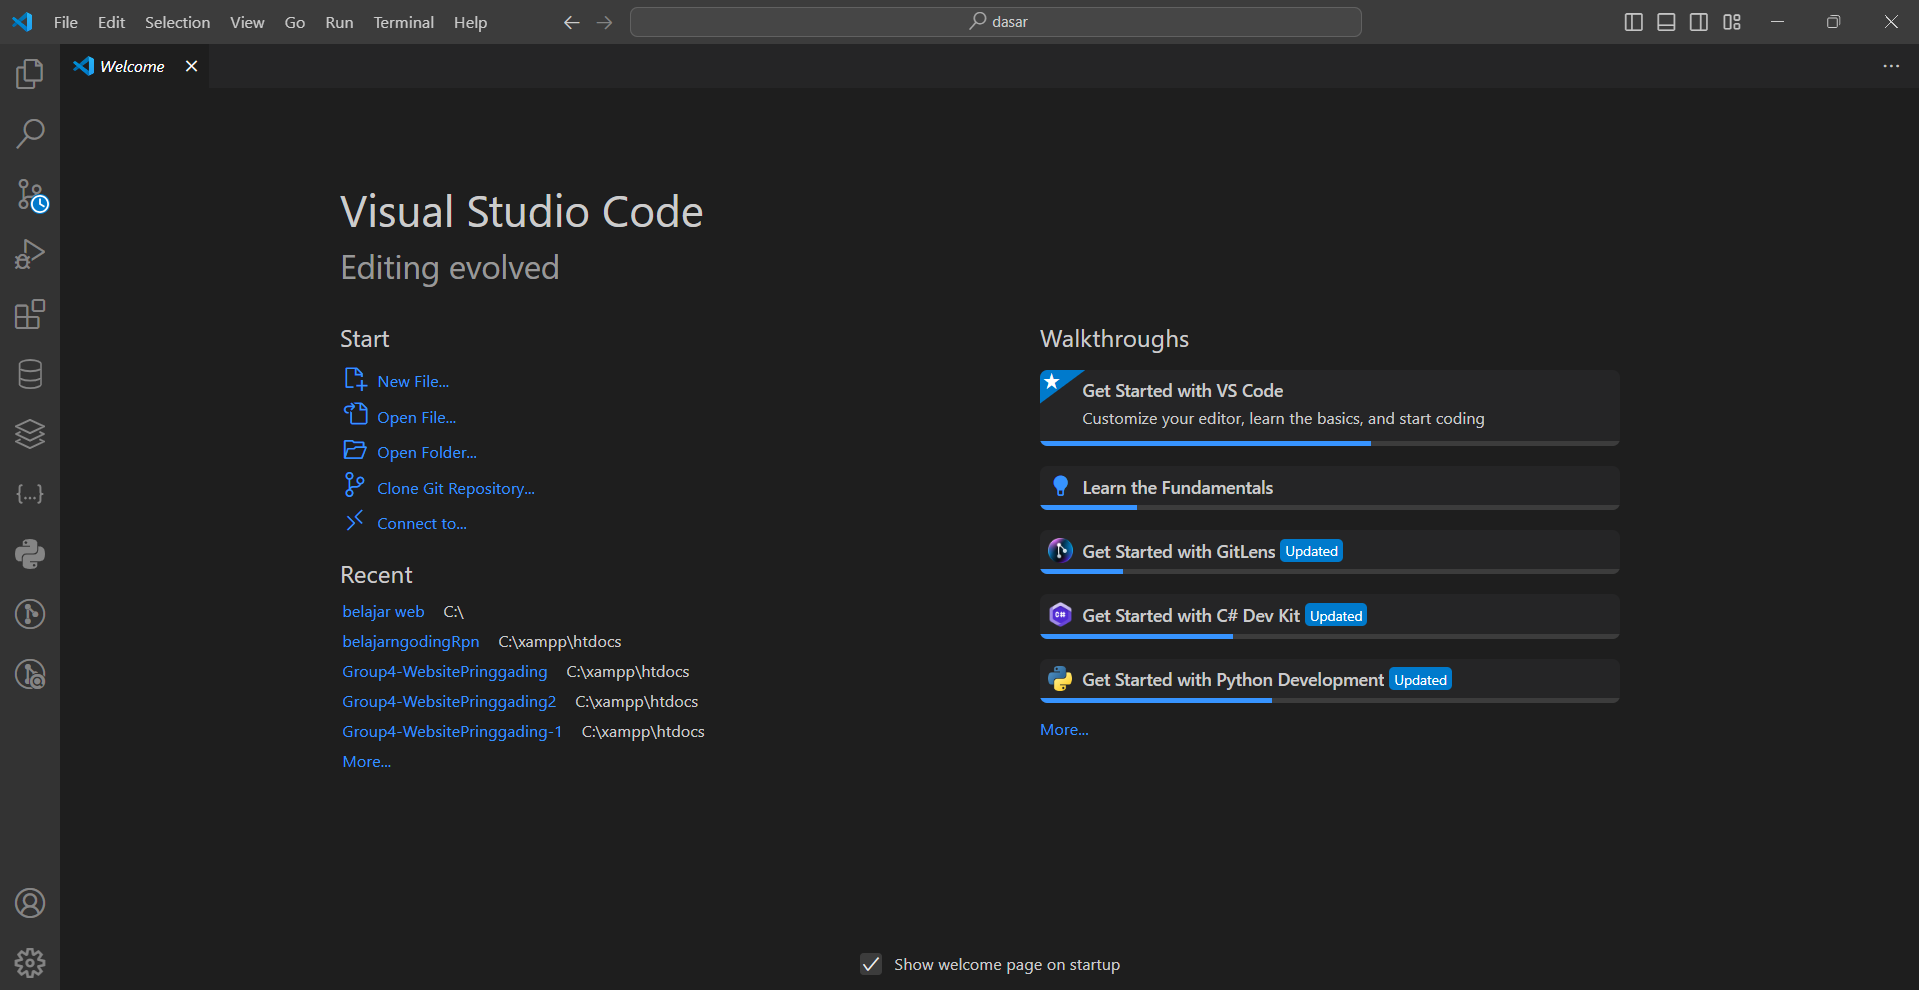 File Edit Selection View Go Run Terminal Help dasar
Welcome
Visual Studio Code
Editing evolved
Start
New File...
Open File...
Open Folder...
Clone Git Repository...
Connect to...
Recent
belajar web C:\
belajarngodingRpn C:\xampp\htdocs
Group4-WebsitePringgading C:\xampp\htdocs
Group4-WebsitePringgading2 C:\xampp\htdocs
Group4-WebsitePringgading-1 C:\xampp\htdocs
More...
Walkthroughs
Get Started with VS Code
Customize your editor, learn the basics, and start coding
Learn the Fundamentals
Get Started with GitLens Updated
C#
Get Started with C# Dev Kit Updated
Get Started with Python Development Updated
More...
Show welcome page on startup